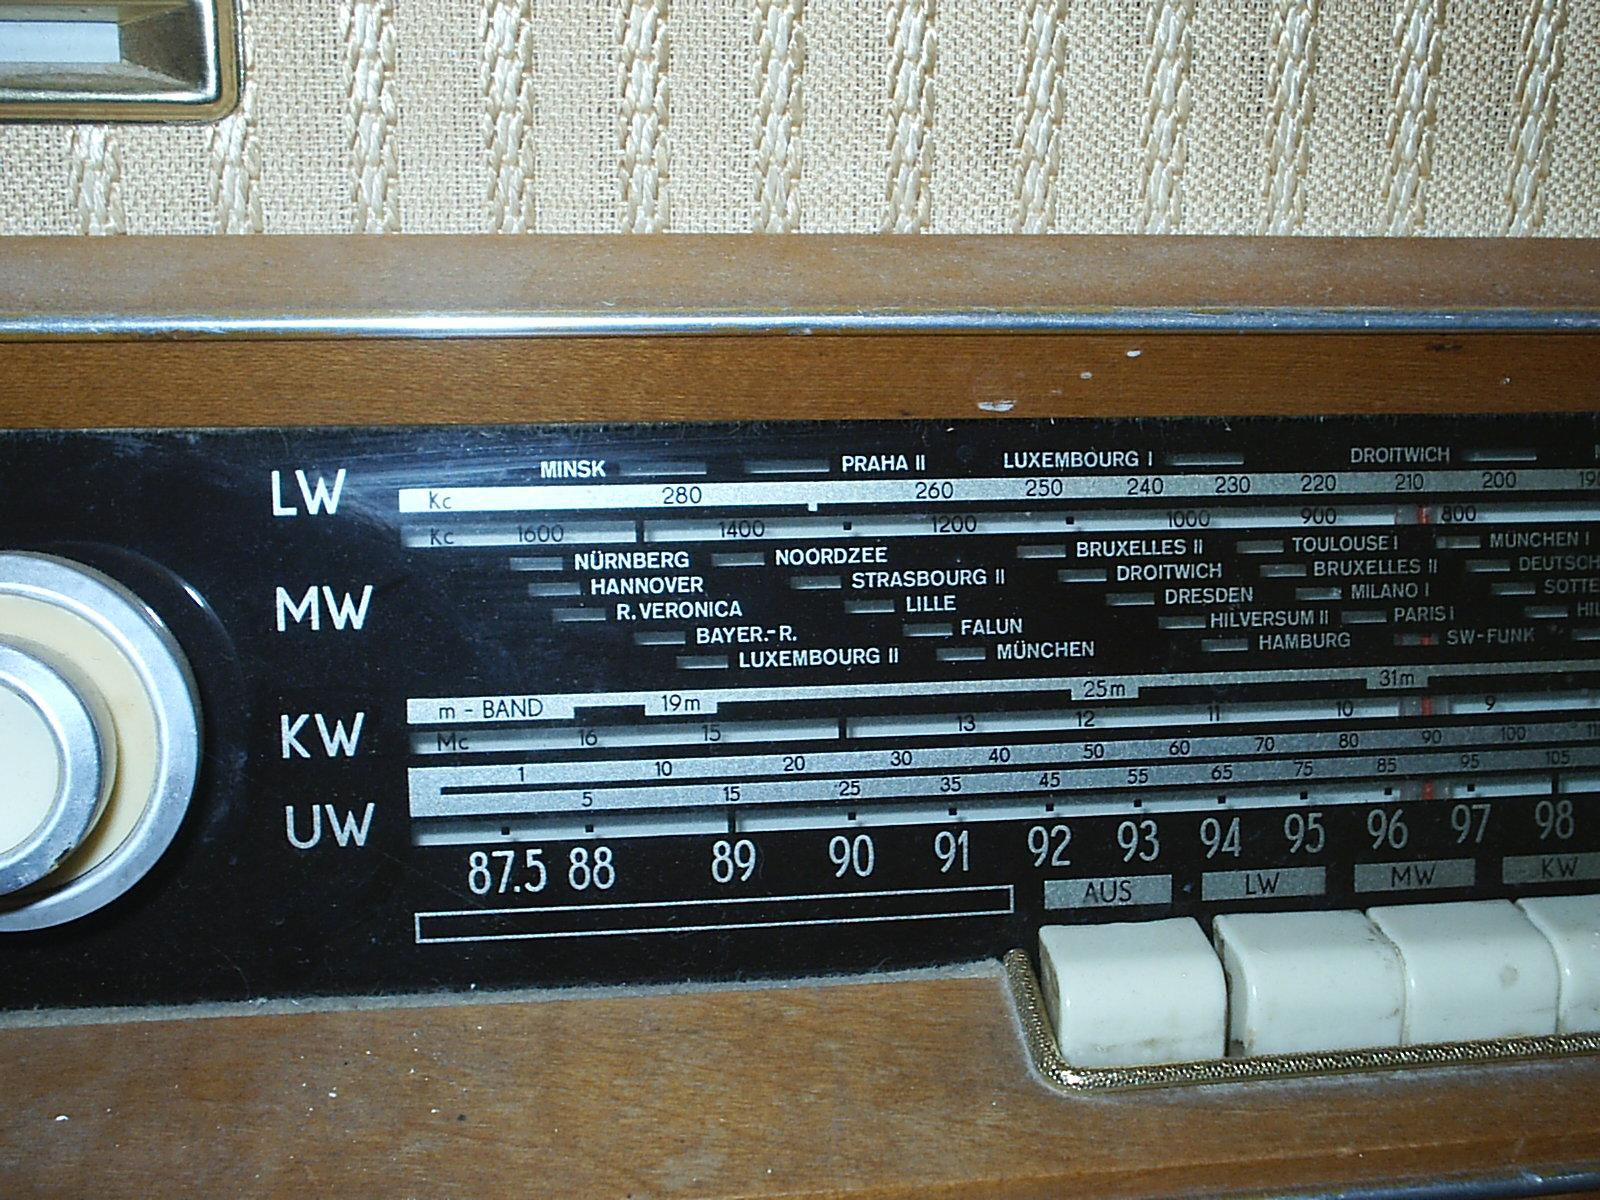 MINSK PRAHA II LUXEMBOURG I DROITWICH
LW Kc 280 260 250 240 230 220 210 200
Kc 1600 1400 1200 1000 900 800
NÜRNBERG NOORDZEE BRUXELLES II TOULOUSE I MÜNCHEN I
HANNOVER STRASBOURG II DROITWICH BRUXELLES II
MW R. VERONICA LILLE DRESDEN MILANO I
BAYER.-R. FALUN HILVERSUM II PARIS I
LUXEMBOURG II MÜNCHEN HAMBURG SW-FUNK
m - BAND 19m 25m 31m
KW Mc 16 15 13 12 11 10 9
1 10 20 30 40 50 60 70 80 90 100
5 15 25 35 45 55 65 75 85 95 105
UW 87.5 88 89 90 91 92 93 94 95 96 97 98
AUS LW MW KW